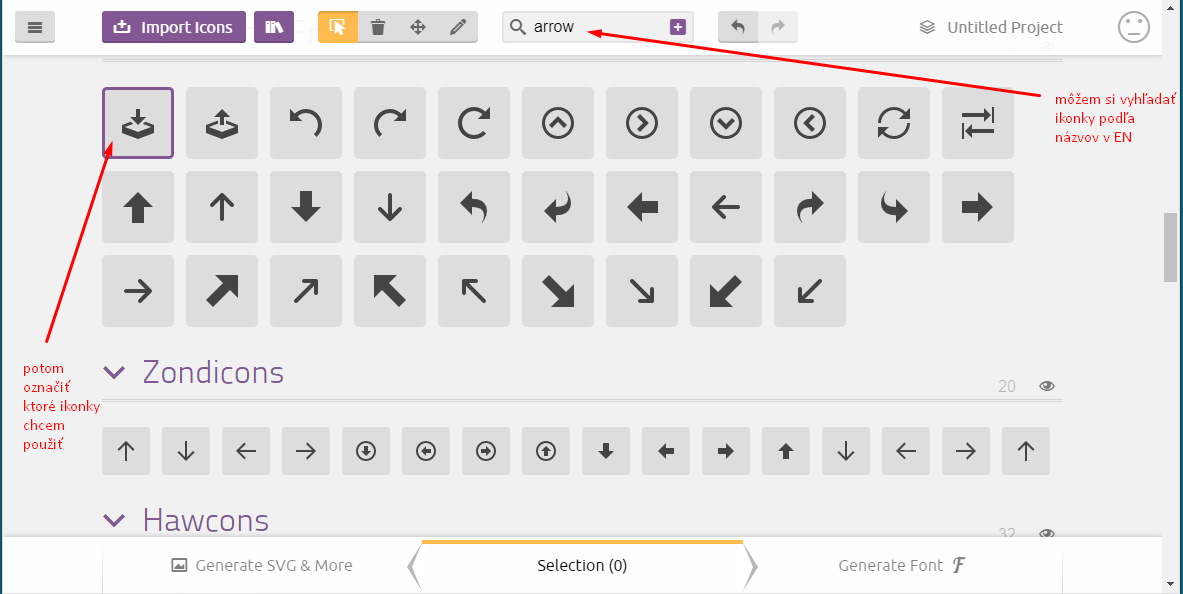 Import Icons
arrow
Untitled Project
môžem si vyhľadať
ikonky podľa
názvov v EN
potom
označiť
ktoré ikonky
chcem
použiť
Zondicons
20
Hawcons
32
Generate SVG & More
Selection (0)
Generate Font